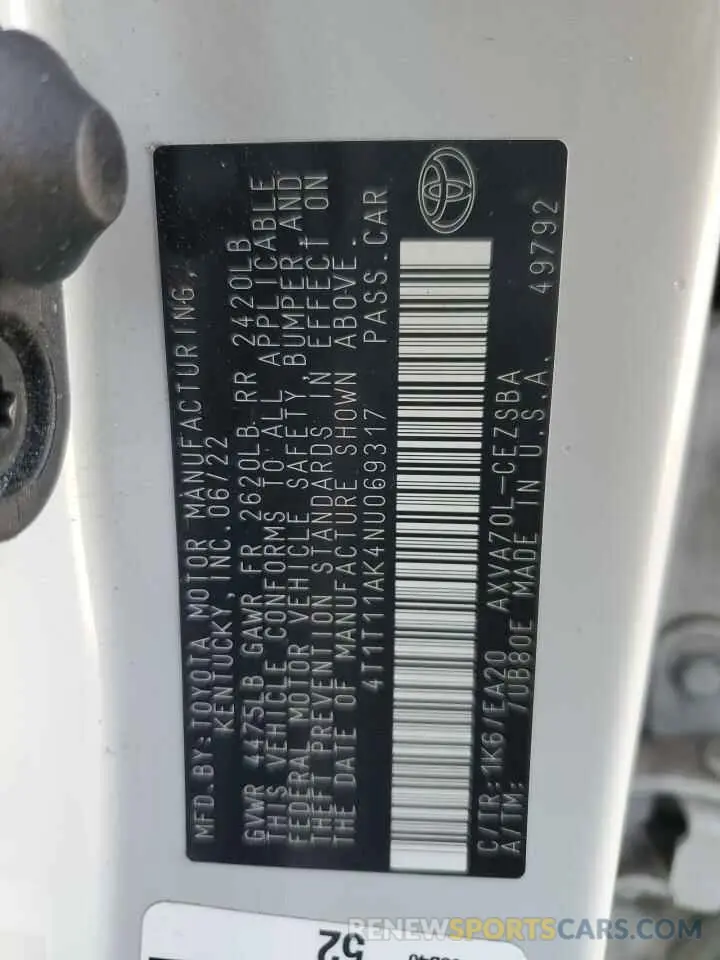 MFD. BY: TOYOTA MOTOR MANUFACTURING,
KENTUCKY, INC. 06/22
GVWR 4475LB GAWR FR 2620LB RR 2420LB
THIS VEHICLE CONFORMS TO ALL APPLICABLE
FEDERAL MOTOR VEHICLE SAFETY, BUMPER, AND
THEFT PREVENTION STANDARDS IN EFFECT ON
THE DATE OF MANUFACTURE SHOWN ABOVE.
4T1T11AK4NU069317 PASS. CAR
C/TR: 1K6/EA20 AXVA70L-CEZSBA
A/TM: /UB80E MADE IN U.S.A. 49792
52
RENEWSPORTSCARS.COM